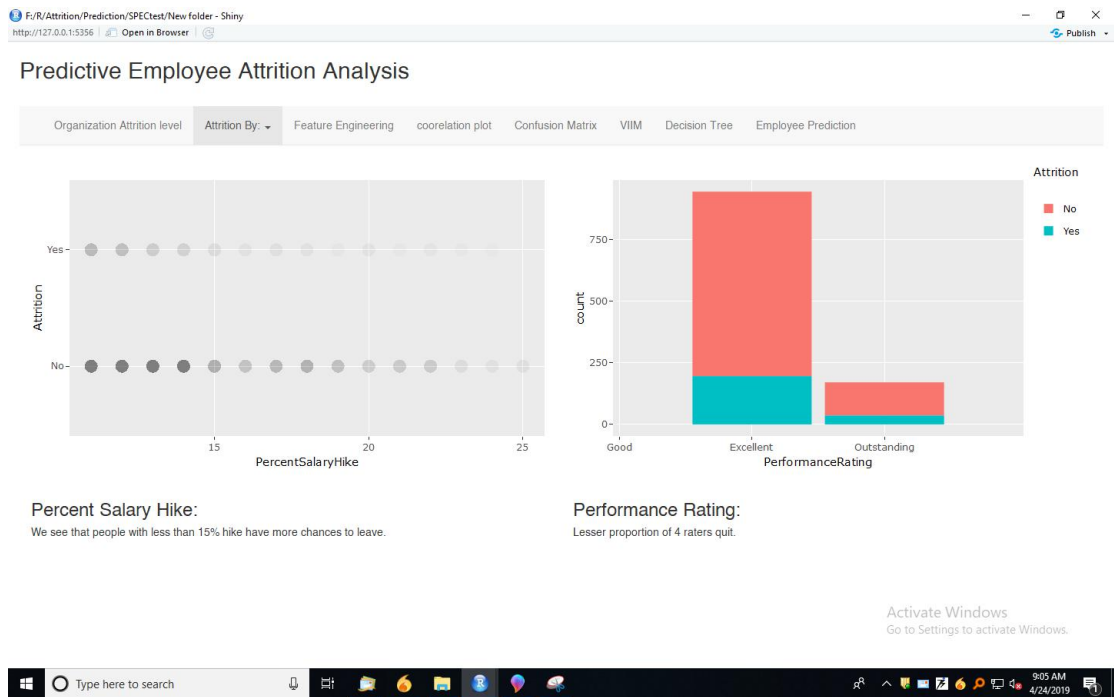 F:/R/Attrition/Prediction/SPECtest/New folder - Shiny
http://127.0.0.1:5356 Open in Browser Publish
Predictive Employee Attrition Analysis
Organization Attrition level Attrition By: Feature Engineering coorelation plot Confusion Matrix VIIM Decision Tree Employee Prediction
Yes
No
Attrition
15 20 25
PercentSalaryHike
Attrition
No
Yes
750
500
250
0
count
Good Excellent Outstanding
PerformanceRating
Percent Salary Hike:
We see that people with less than 15% hike have more chances to leave.
Performance Rating:
Lesser proportion of 4 raters quit.
Activate Windows
Go to Settings to activate Windows.
Type here to search
9:05 AM
4/24/2019